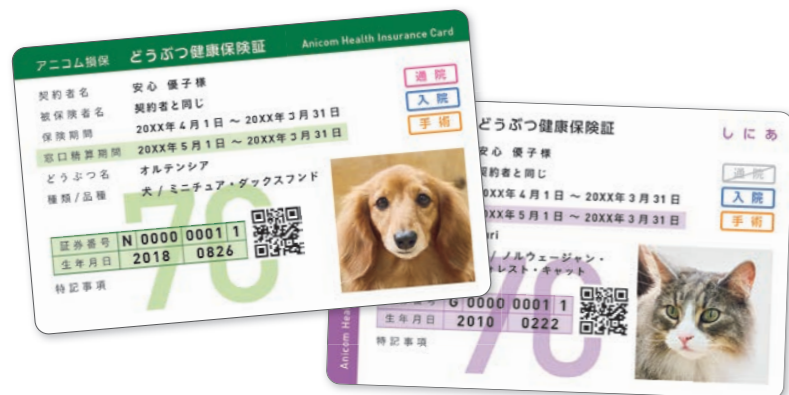 アニコム損保 どうぶつ健康保険証 Anicom Health Insurance Card
契約者名 安心 優子様
被保険者名 契約者と同じ
保険期間 20XX年4月1日 ～ 20XX年3月31日
窓口精算期間 20XX年5月1日 ～ 20XX年3月31日
どうぶつ名 オルテンシア
種類/品種 犬 / ミニチュア・ダックスフンド
通院
入院
手術
70
証券番号 N 0000 0001 1
生年月日 2018 0826
特記事項
どうぶつ健康保険証 しにあ
安心 優子様
契約者と同じ
20XX年4月1日 ～ 20XX年3月31日
20XX年5月1日 ～ 20XX年3月31日
ノルウェージャン・
レスト・キャット
通院
入院
手術
70
号 G 0000 0001 1
生年月日 2010 0222
特記事項
Anicom Hea